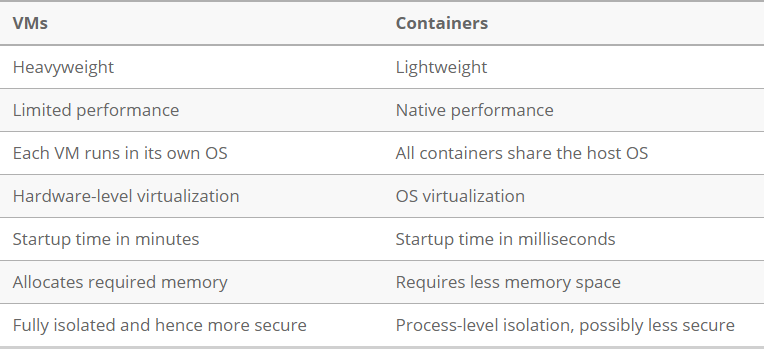 VMs Containers
Heavyweight Lightweight
Limited performance Native performance
Each VM runs in its own OS All containers share the host OS
Hardware-level virtualization OS virtualization
Startup time in minutes Startup time in milliseconds
Allocates required memory Requires less memory space
Fully isolated and hence more secure Process-level isolation, possibly less secure